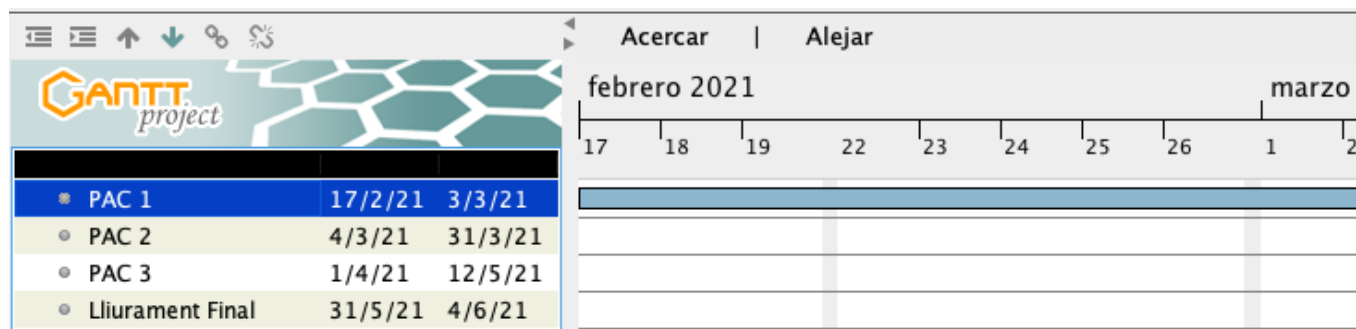 Acercar | Alejar
GANTT project
febrero 2021 marzo
17 18 19 22 23 24 25 26 1 2
PAC 1 17/2/21 3/3/21
PAC 2 4/3/21 31/3/21
PAC 3 1/4/21 12/5/21
Lliurament Final 31/5/21 4/6/21